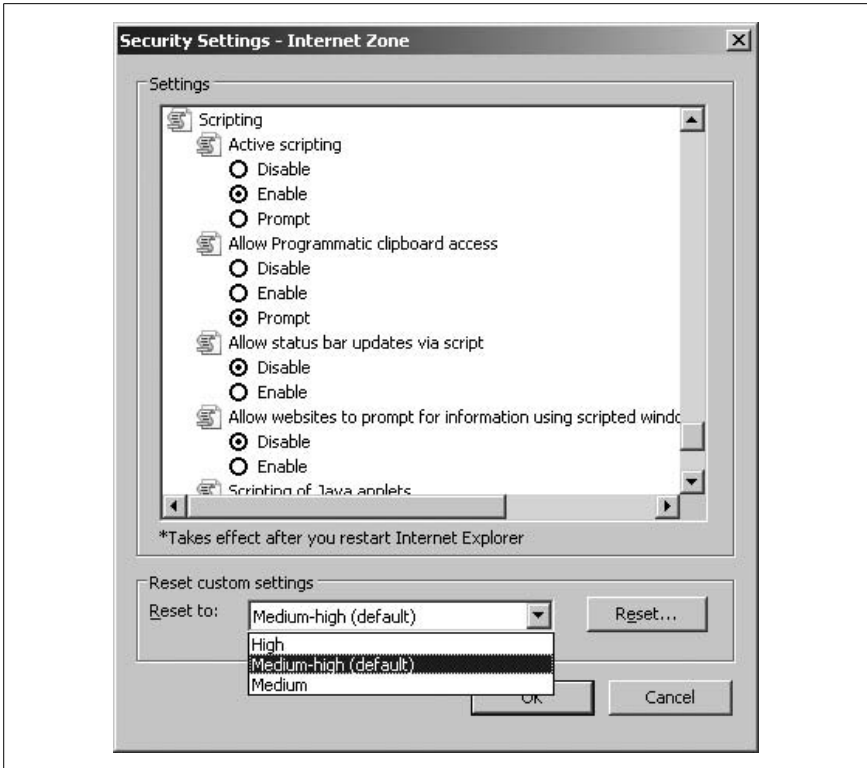 Security Settings - Internet Zone
Settings
Scripting
Active scripting
Disable
Enable
Prompt
Allow Programmatic clipboard access
Disable
Enable
Prompt
Allow status bar updates via script
Disable
Enable
Allow websites to prompt for information using scripted windo
Disable
Enable
Scripting of Java applets
*Takes effect after you restart Internet Explorer
Reset custom settings
Reset to:
Medium-high (default)
Reset...
High
Medium-high (default)
Medium
OK
Cancel